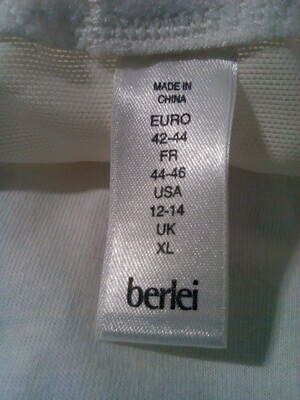 MADE IN
CHINA
EURO
42-44
FR
44-46
USA
12-14
UK
XL
berlei